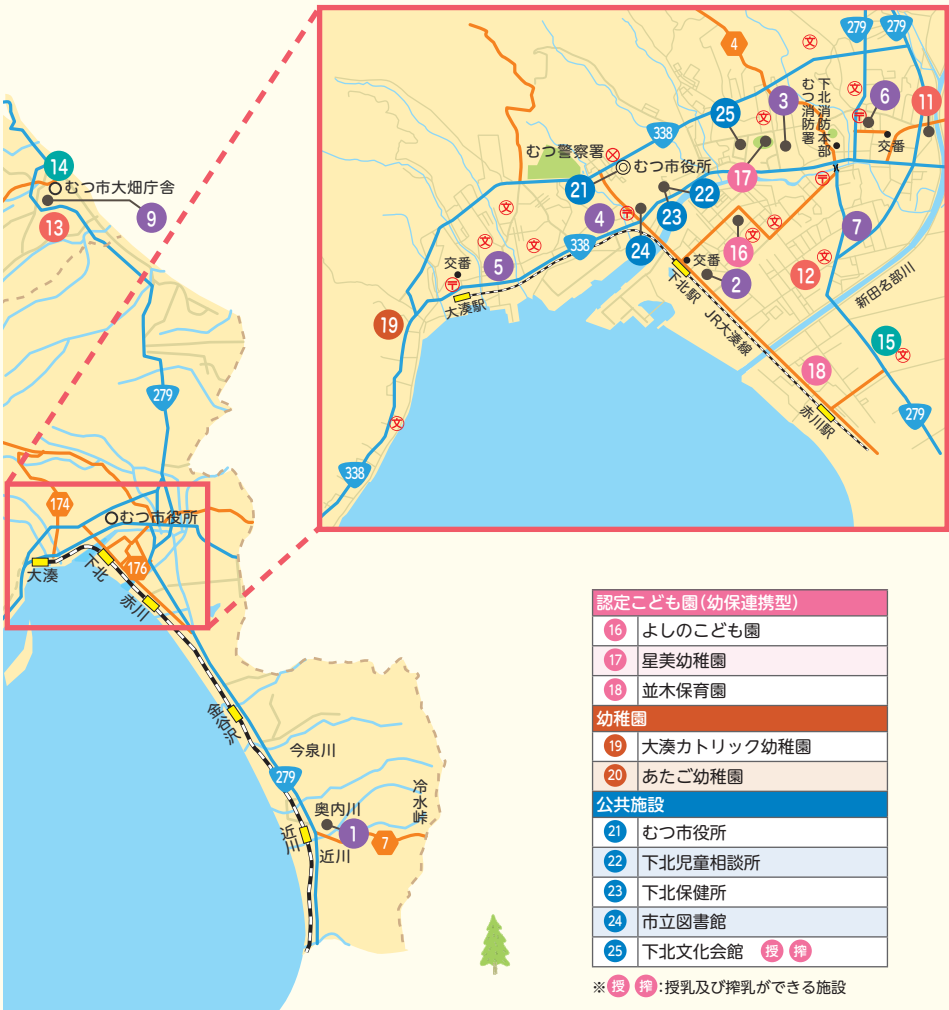 14
むつ市大畑庁舎
13
9
279
174
むつ市役所
大湊
下北
176
赤川
金谷沢
今泉川
279
奥内川
冷水峠
1
7
近川
近川
4
279
279
文
25
3
むつ消防署
下北消防本部
文
文
6
11
〒
交番
338
むつ警察署
むつ市役所
21
17
22
〒
文
4
〒
23
文
338
24
16
文
文
7
文
5
文
交番
〒
大湊駅
交番
下北駅
2
12
文
新田名部川
JR大湊線
19
15
文
18
赤川駅
279
文
338
認定こども園(幼保連携型)
16 よしのこども園
17 星美幼稚園
18 並木保育園
幼稚園
19 大湊カトリック幼稚園
20 あたご幼稚園
公共施設
21 むつ市役所
22 下北児童相談所
23 下北保健所
24 市立図書館
25 下北文化会館 授 搾
※授 搾:授乳及び搾乳ができる施設